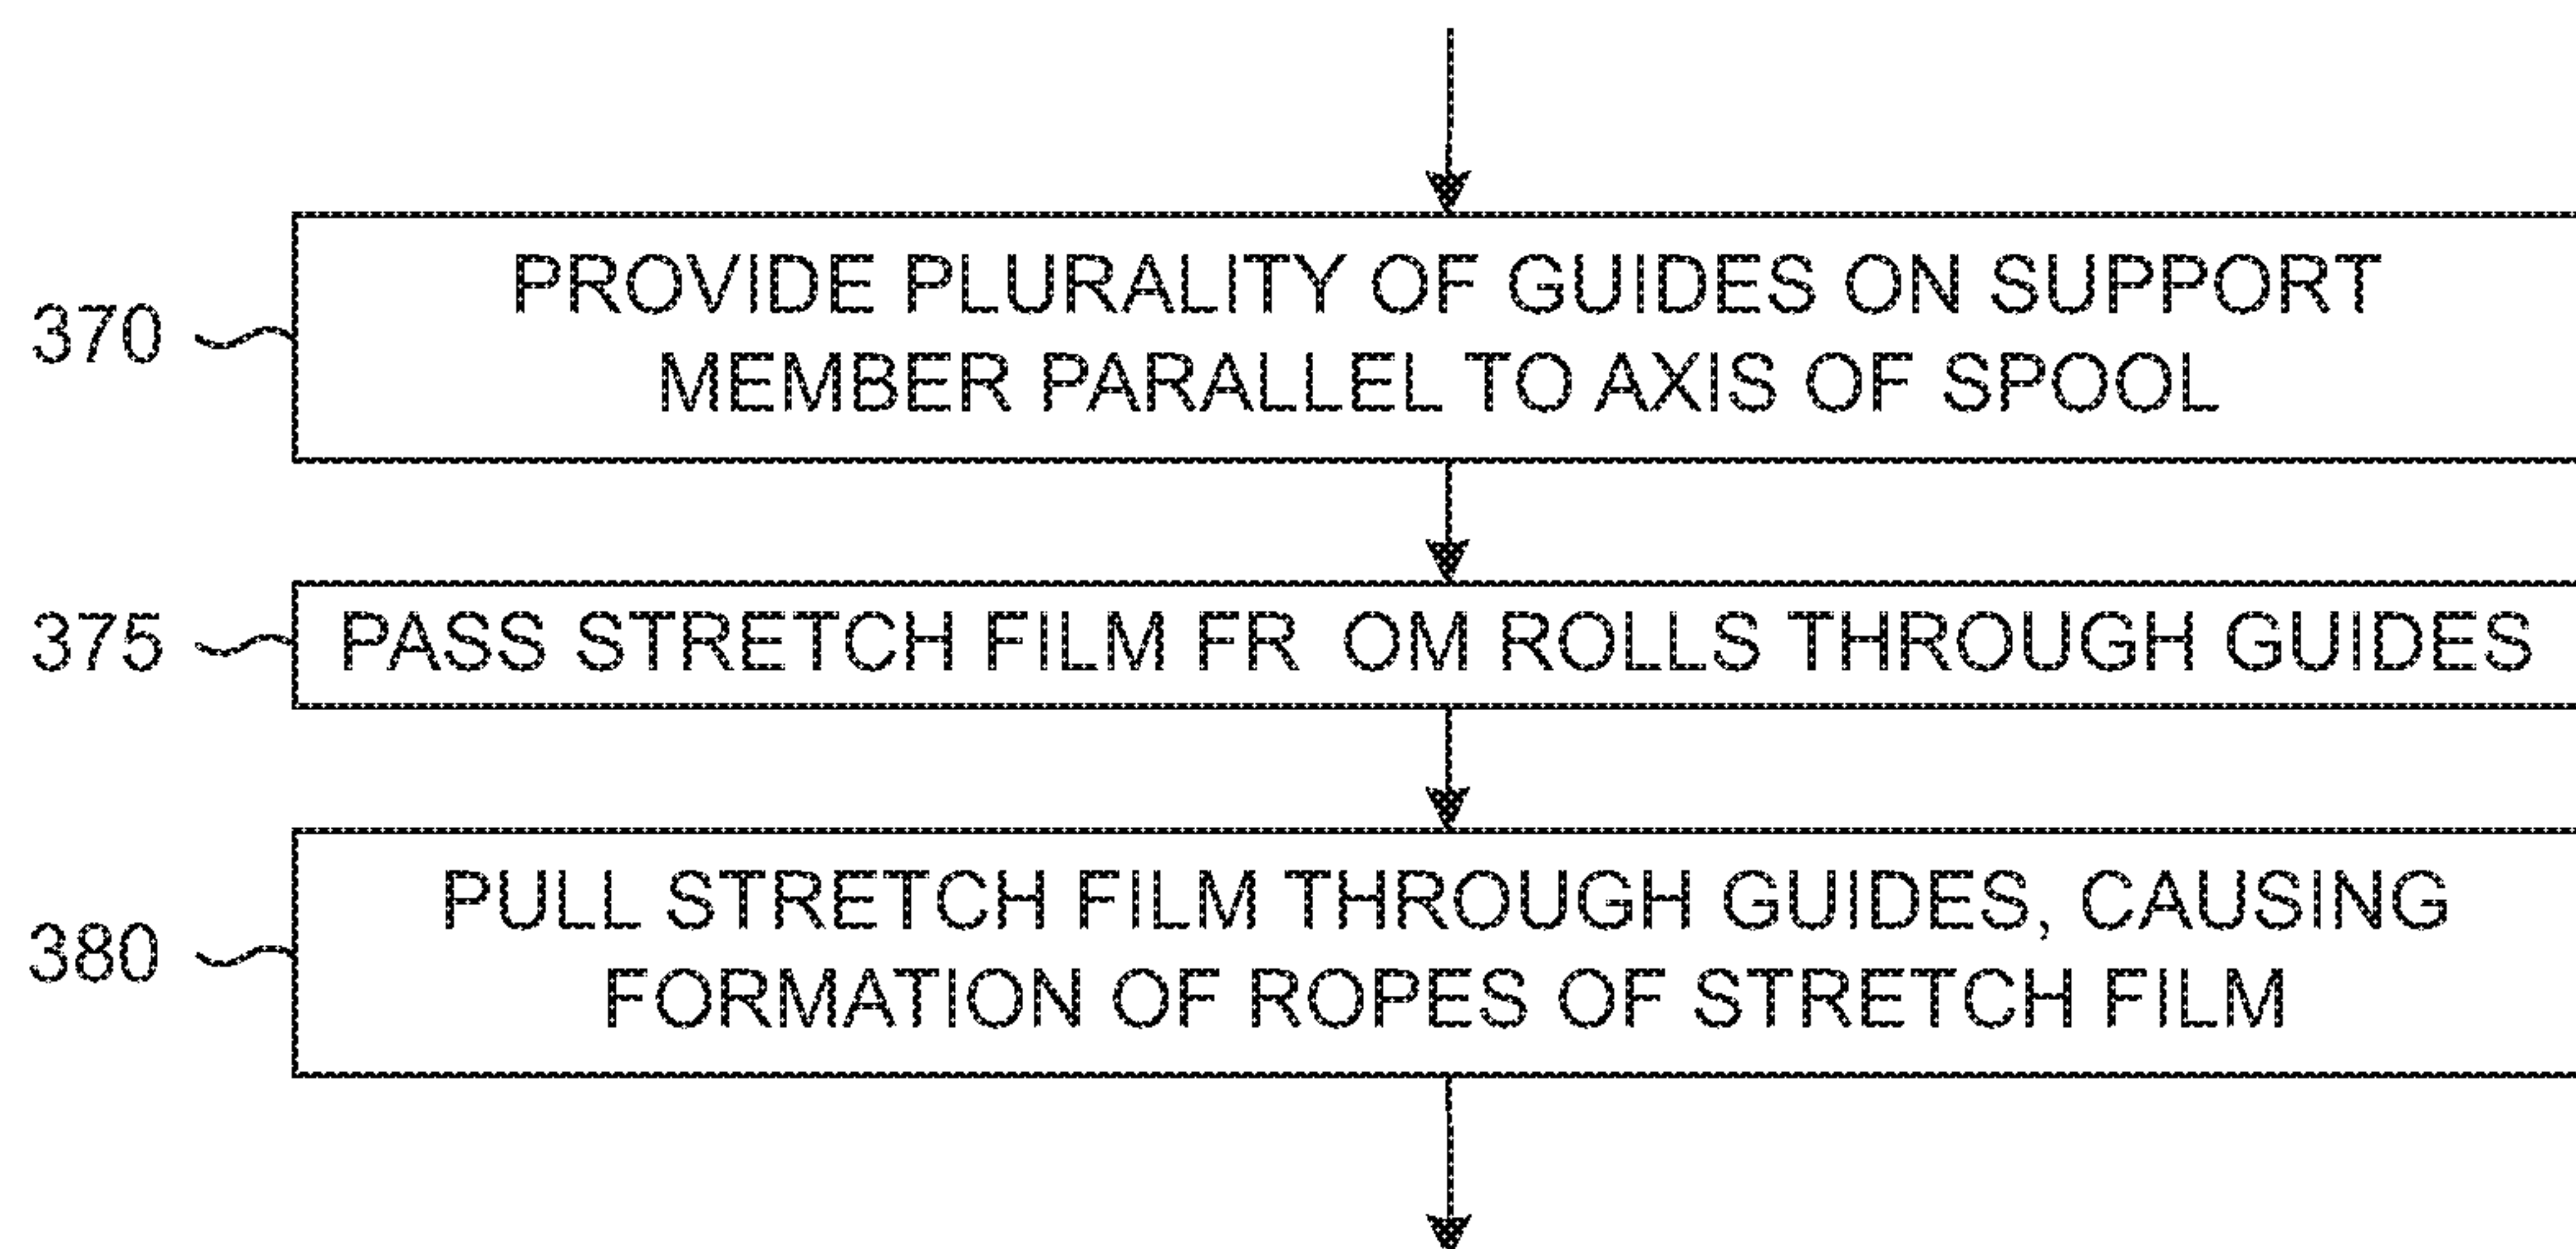 PROVIDE PLURALITY OF GUIDES ON SUPPORT
370
MEMBER PARALLEL TO AXIS OF SPOOL
375 PASS STRETCH FILM FR OM ROLLS THROUGH GUIDES
PULL STRETCH FILM THROUGH GUIDES, CAUSING
380
FORMATION OF ROPES OF STRETCH FILM